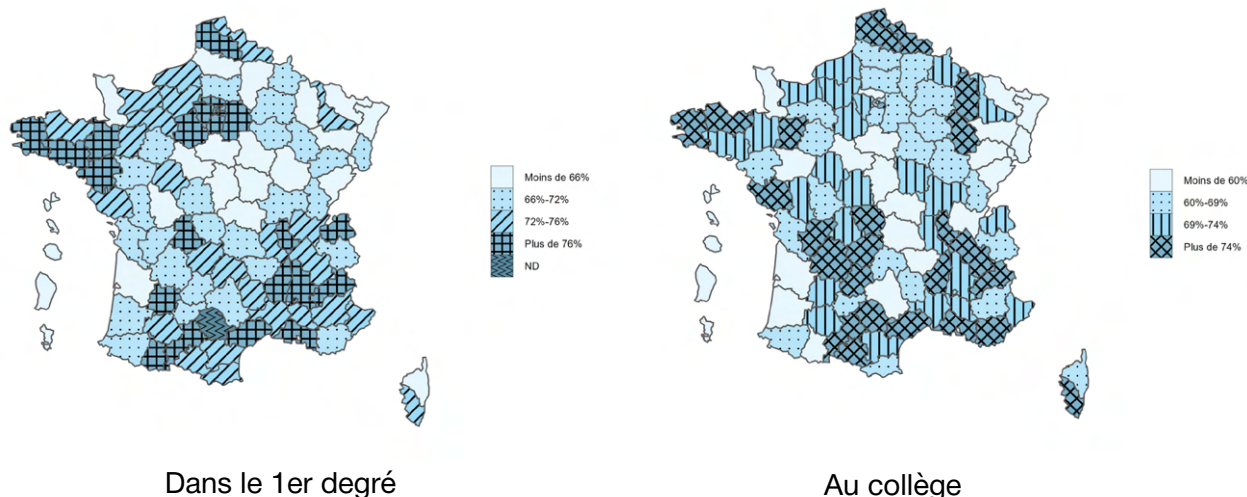 Moins de 66%
66%-72%
72%-76%
Plus de 76%
ND
Moins de 60%
60%-69%
69%-74%
Plus de 74%
Dans le 1er degré
Au collège